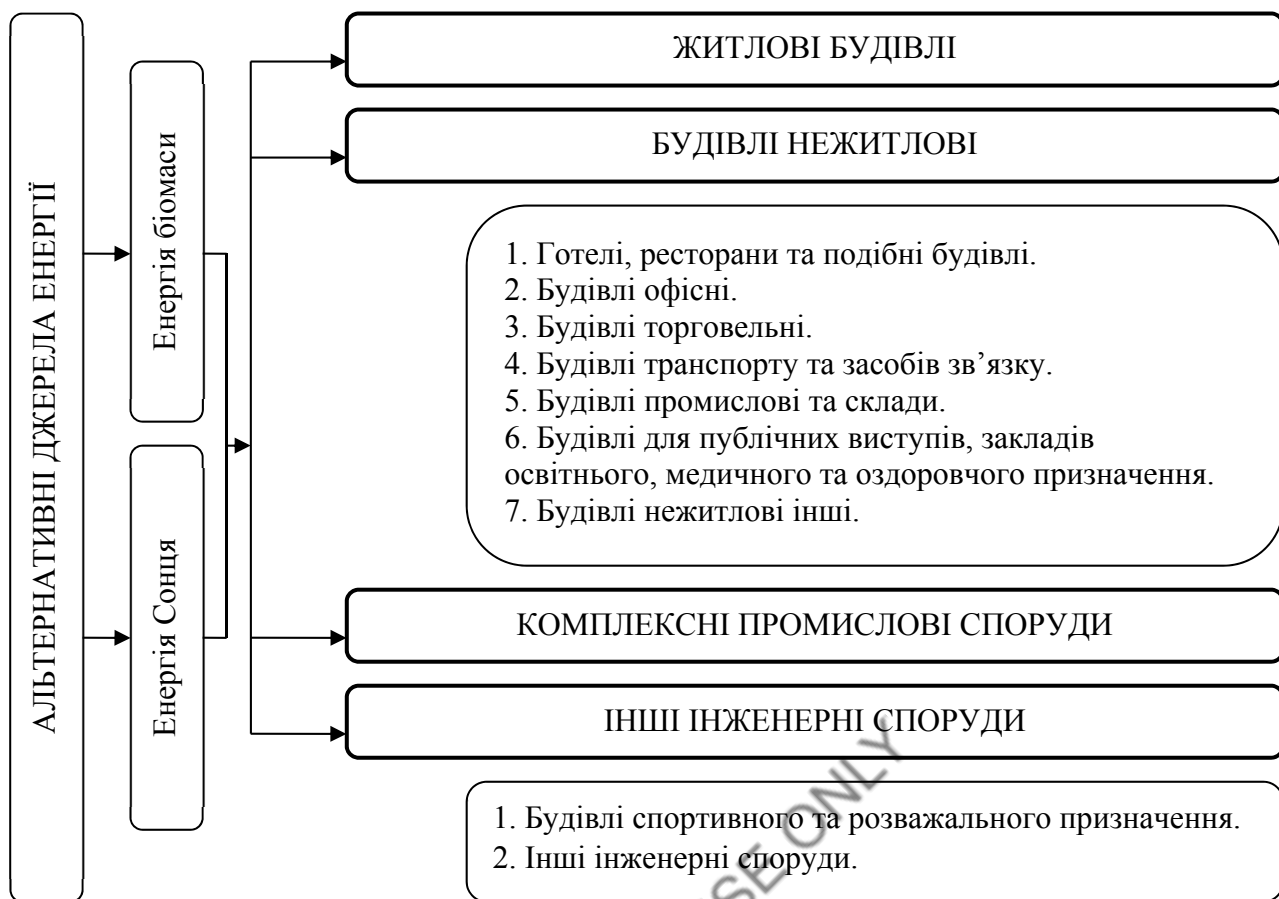 АЛЬТЕРНАТИВНІ ДЖЕРЕЛА ЕНЕРГІЇ
Енергія біомаси
Енергія Сонця
ЖИТЛОВІ БУДІВЛІ
БУДІВЛІ НЕЖИТЛОВІ
1. Готелі, ресторани та подібні будівлі.
2. Будівлі офісні.
3. Будівлі торговельні.
4. Будівлі транспорту та засобів зв’язку.
5. Будівлі промислові та склади.
6. Будівлі для публічних виступів, закладів
освітнього, медичного та оздоровчого призначення.
7. Будівлі нежитлові інші.
КОМПЛЕКСНІ ПРОМИСЛОВІ СПОРУДИ
ІНШІ ІНЖЕНЕРНІ СПОРУДИ
1. Будівлі спортивного та розважального призначення.
2. Інші інженерні споруди.
SE ONLY